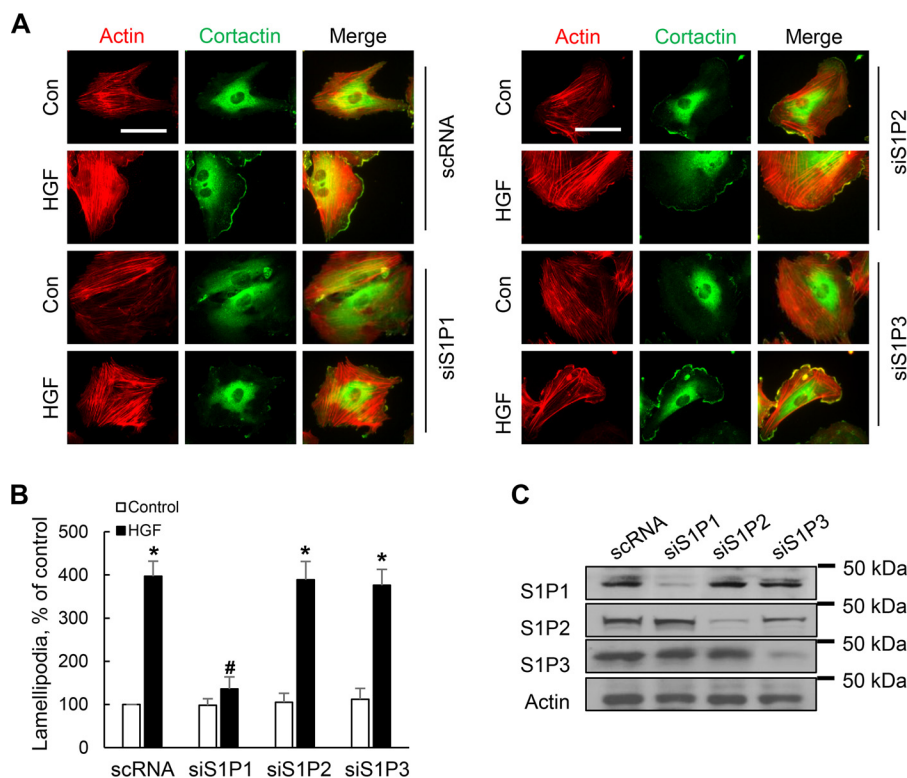 A
Actin Cortactin Merge
Con
HGF
scRNA
Con
HGF
siS1P1
Actin Cortactin Merge
Con
HGF
siS1P2
Con
HGF
siS1P3
B
Control
HGF
Lamellipodia, % of control
500
400
300
200
100
0
*
#
*
*
scRNA siS1P1 siS1P2 siS1P3
C
scRNA siS1P1 siS1P2 siS1P3
S1P1 50 kDa
S1P2 50 kDa
S1P3 50 kDa
Actin 50 kDa